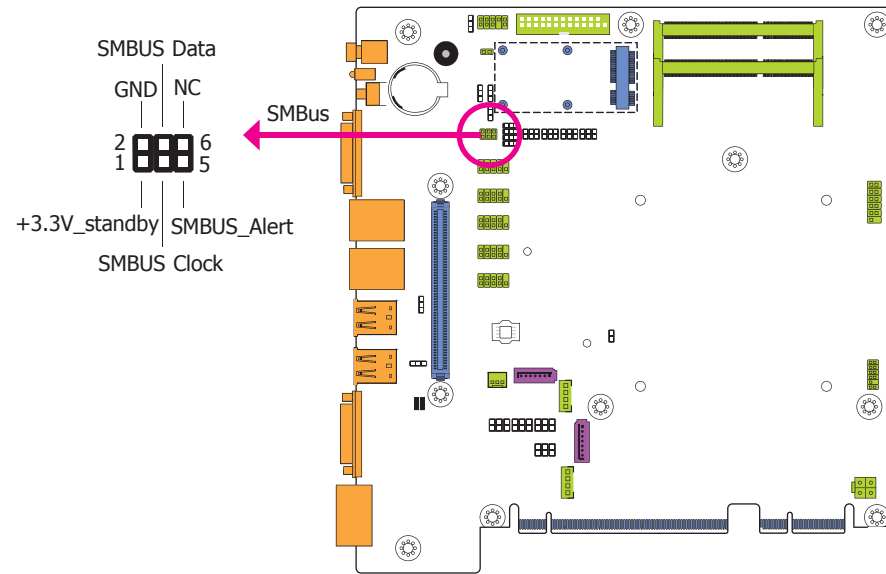 SMBUS Data
GND NC
SMBus
2 6
1 5
+3.3V_standby SMBUS_Alert
SMBUS Clock